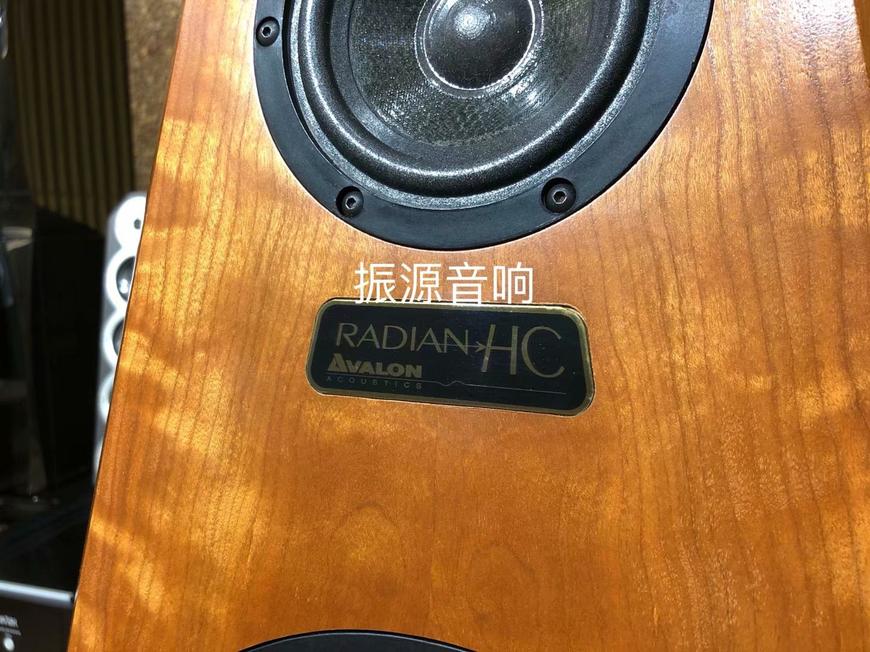 振源音响
RADIAN HC
AVALON
ACOUSTICS